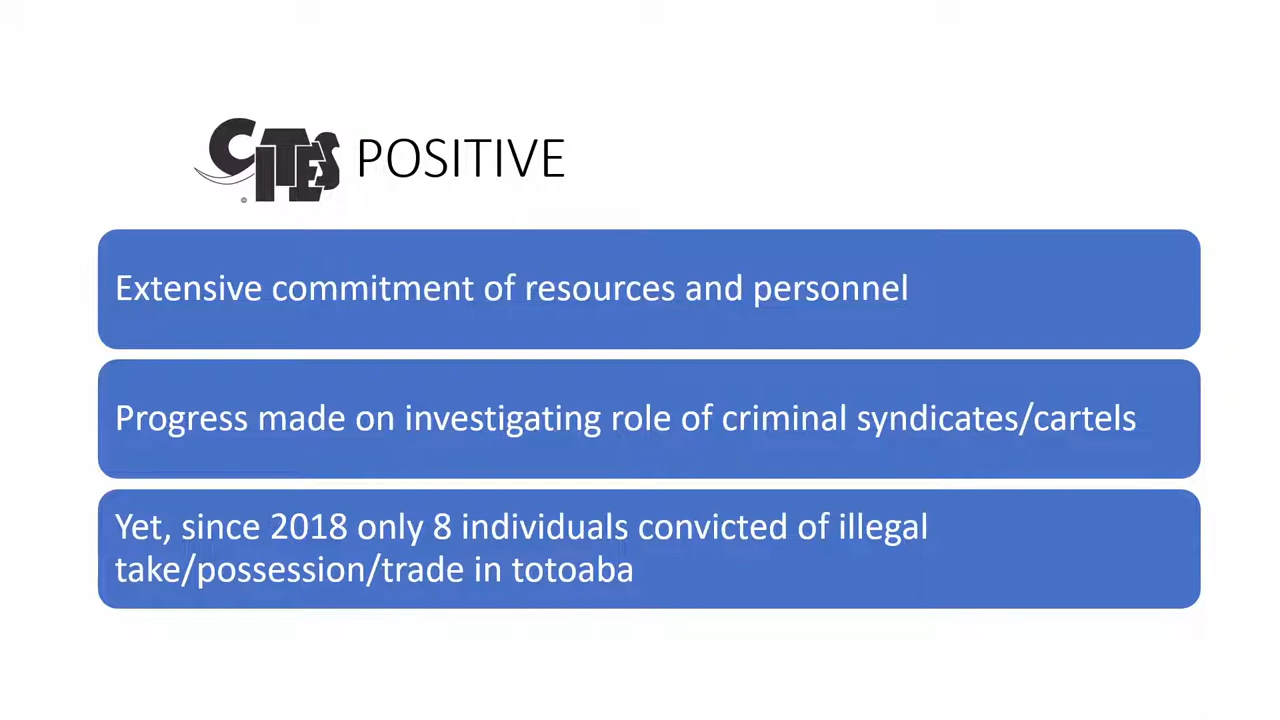 CITES POSITIVE
®
Extensive commitment of resources and personnel
Progress made on investigating role of criminal syndicates/cartels
Yet, since 2018 only 8 individuals convicted of illegal
take/possession/trade in totoaba